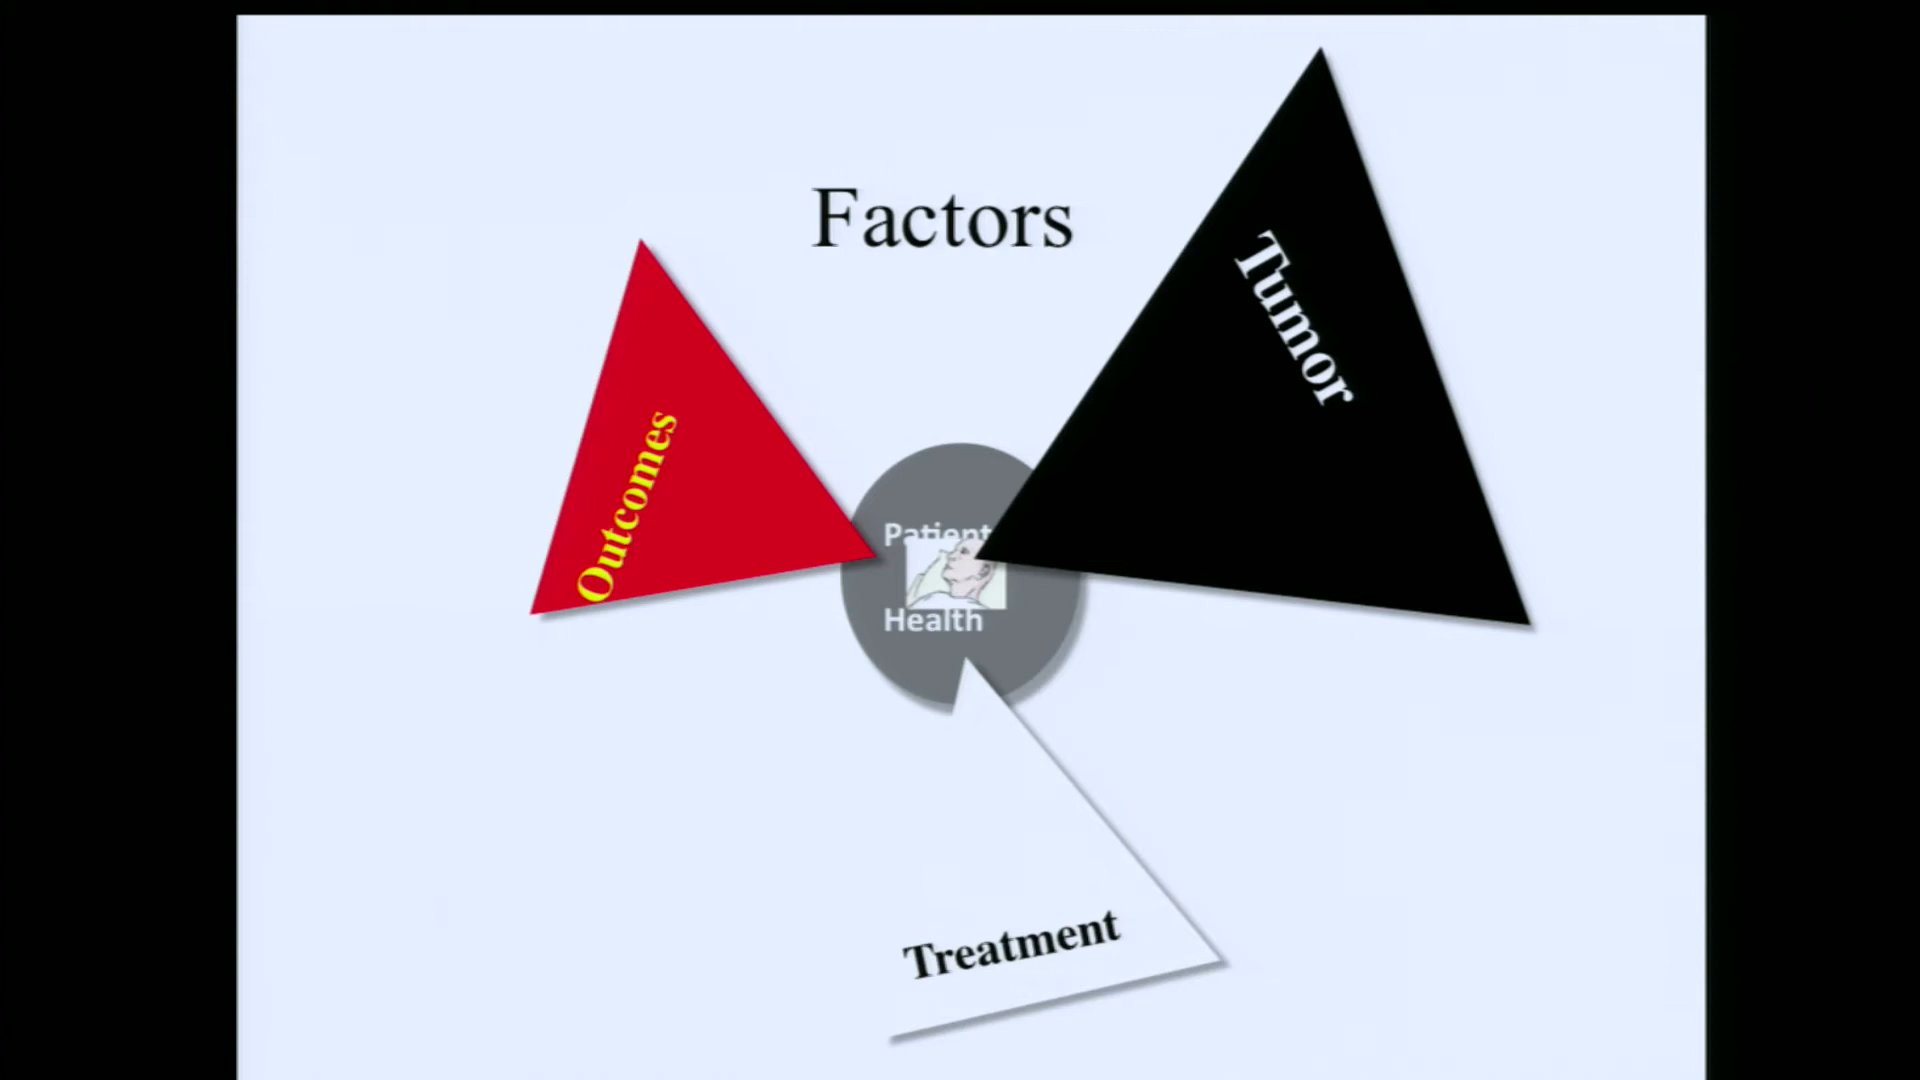 Factors
Tumor
Outcomes
Patient
Health
Treatment